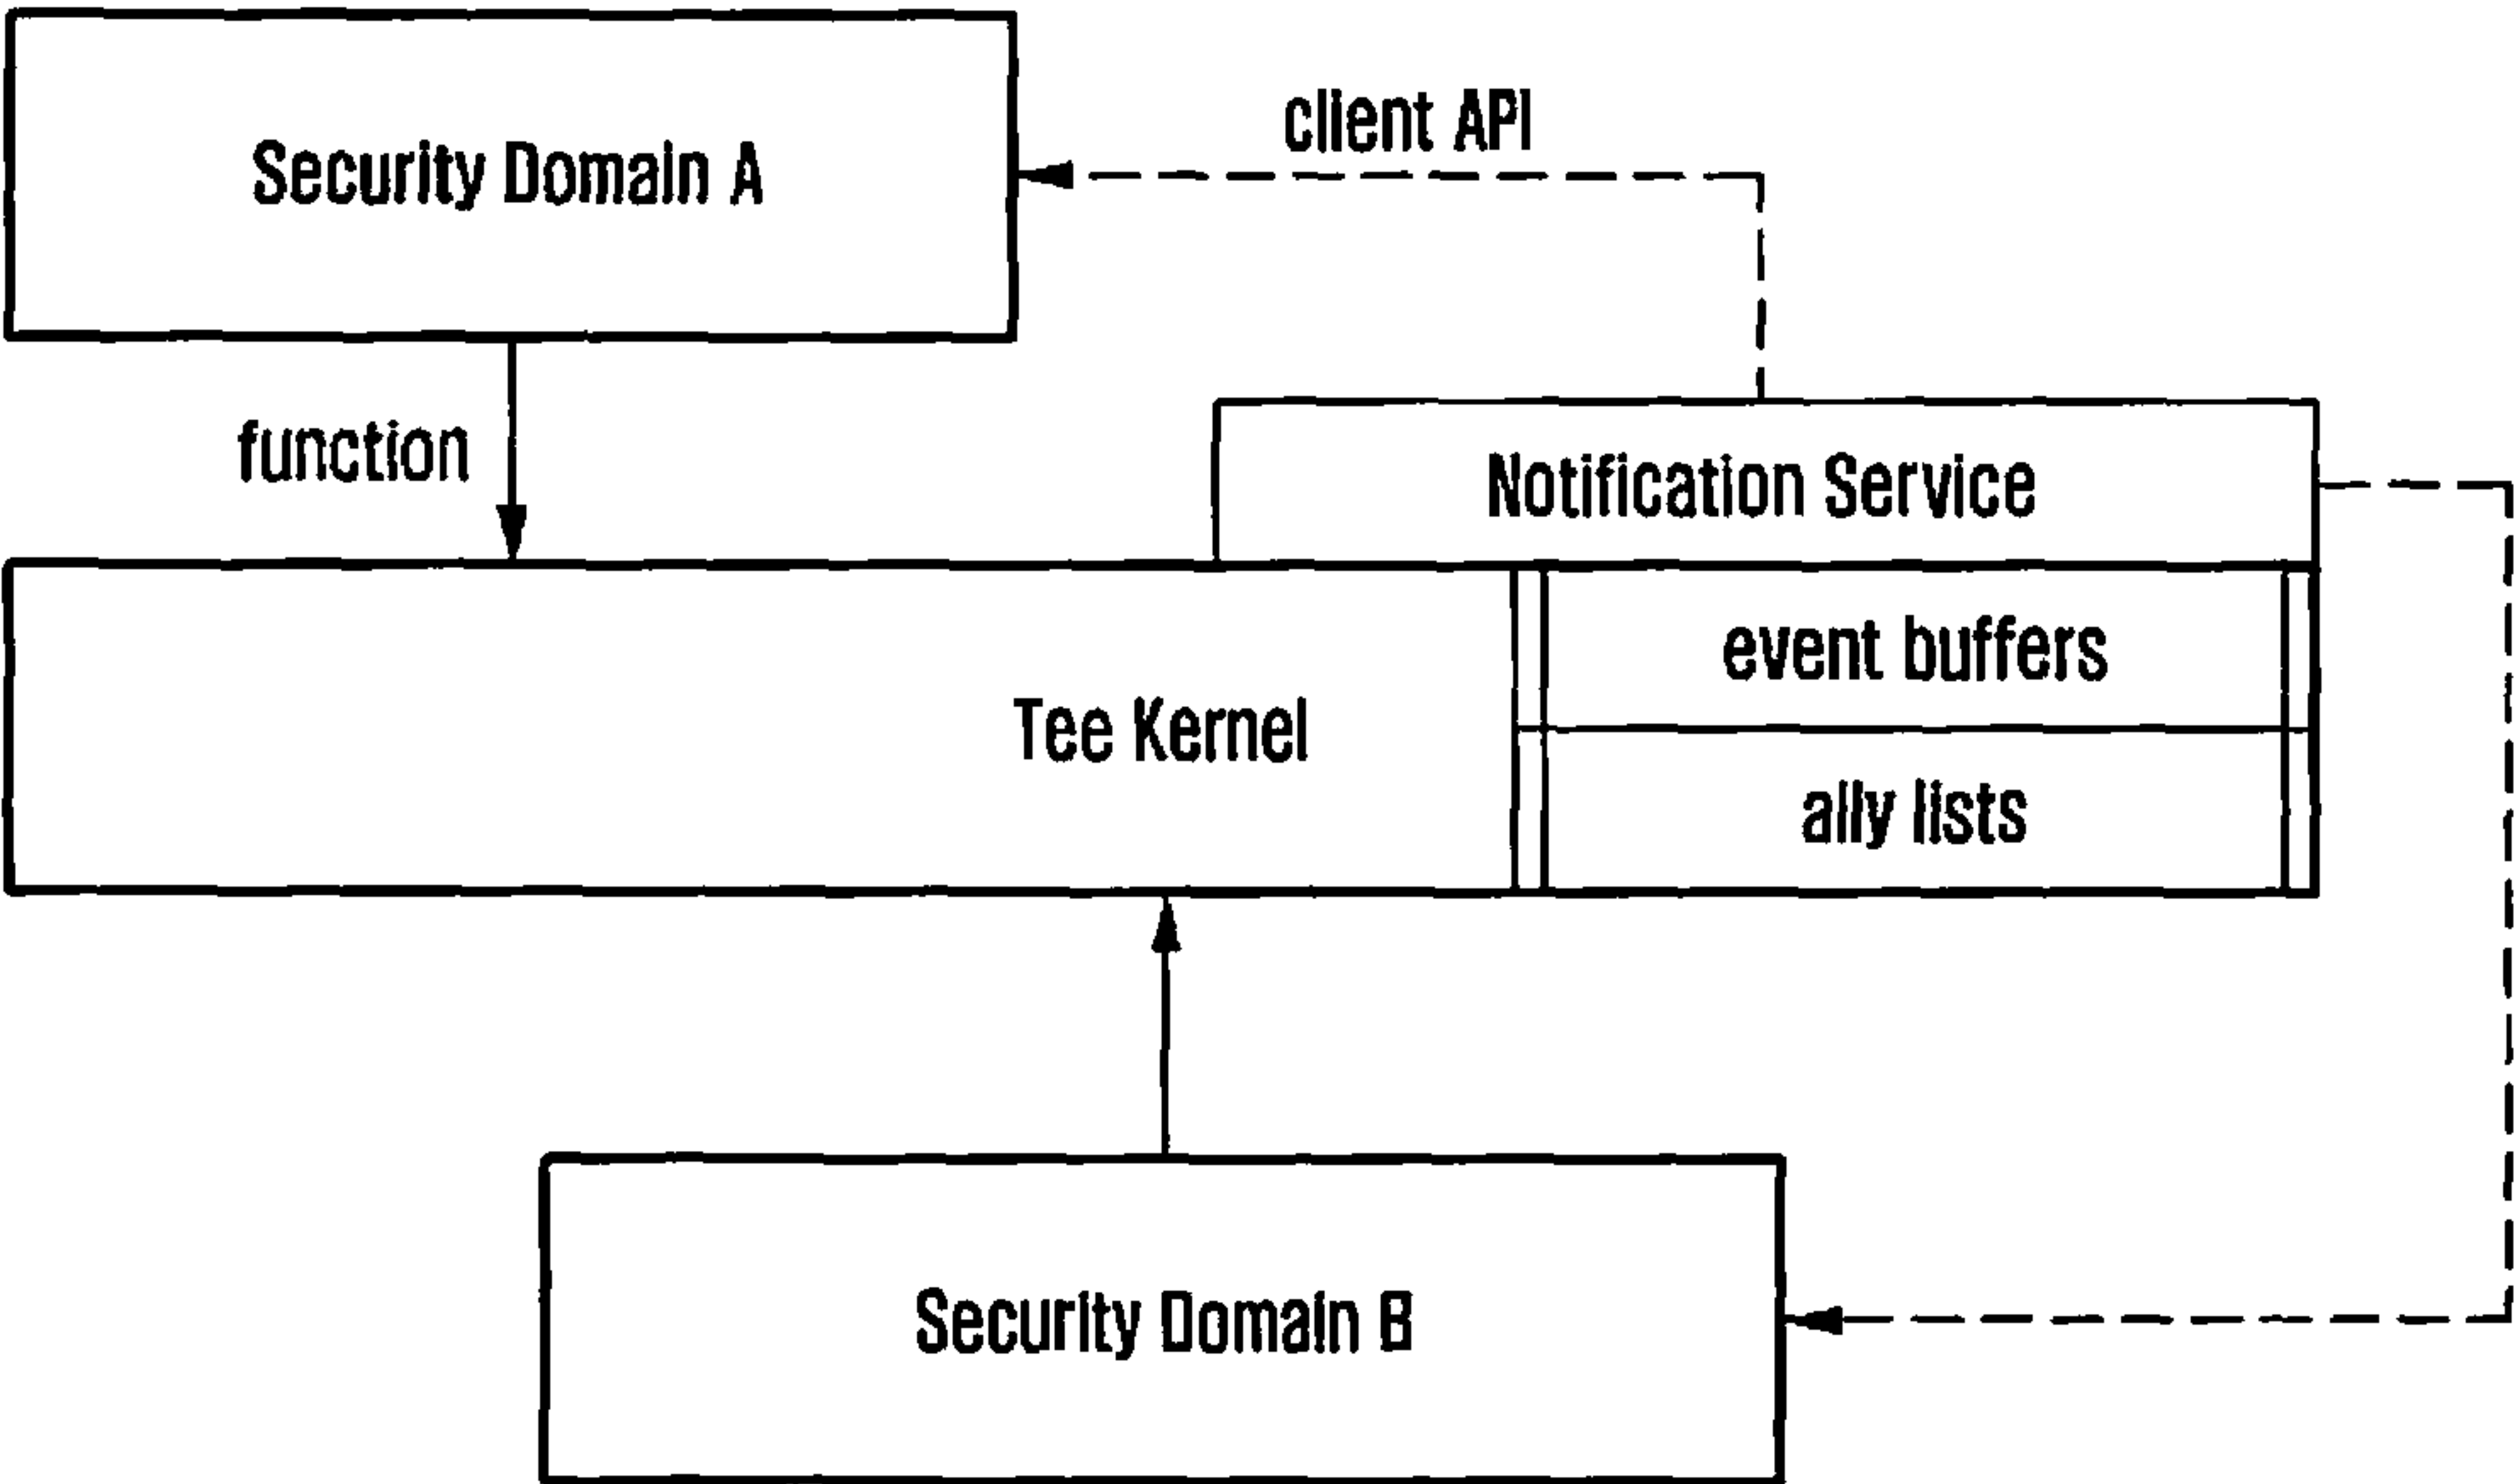 client API
Security Domain A
function
Notification Service
event buffers
Tee Kernel
ally lists
Security Domain B